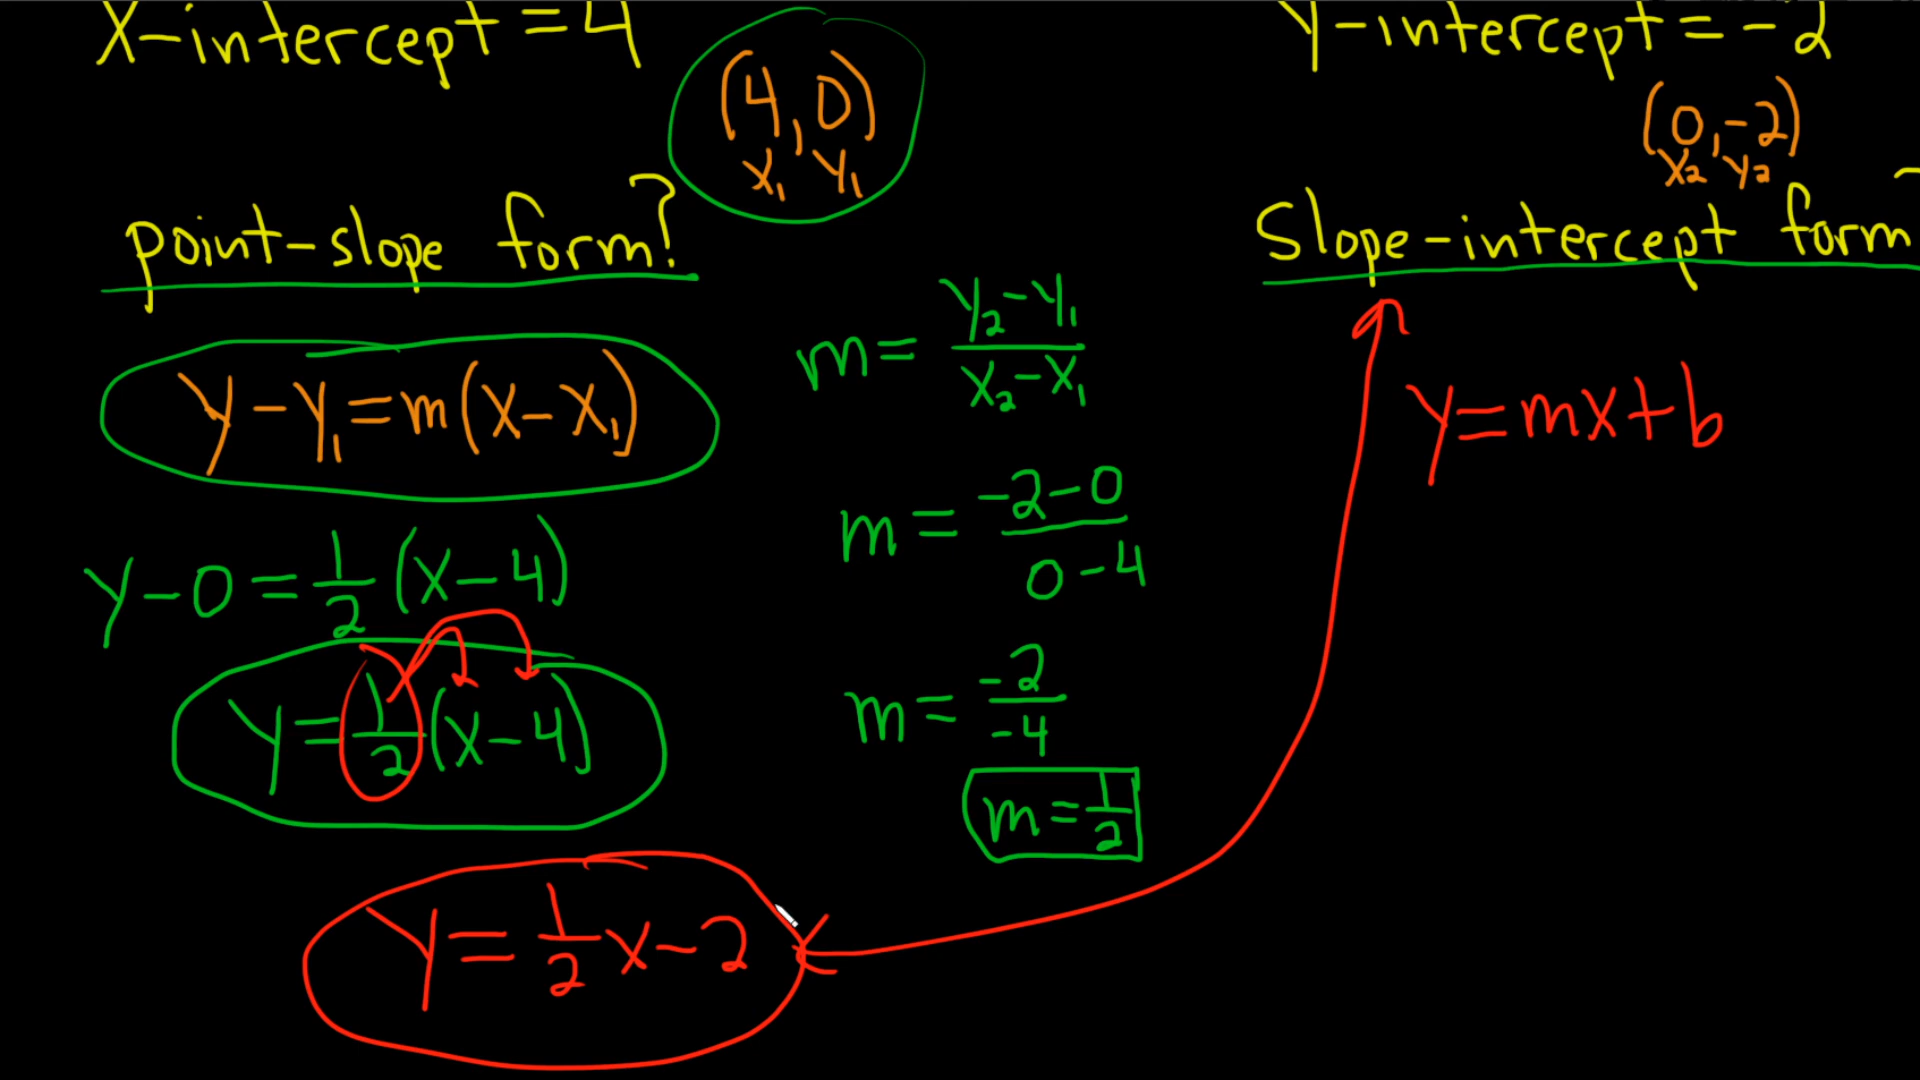 X-intercept = 4
(4, 0)
X₁ Y₁
Y-intercept = -2
(0, -2)
X₂, Y₂
point-slope form?
Slope-intercept form
Y - Y₁ = m(X - X₁)
m = (Y₂ - Y₁)/(X₂ - X₁)
Y = mX + b
m = (-2 - 0)/(0 - 4)
Y - 0 = 1/2 (X - 4)
m = -2/-4
Y = 1/2 (X - 4)
m = 1/2
Y = 1/2 X - 2